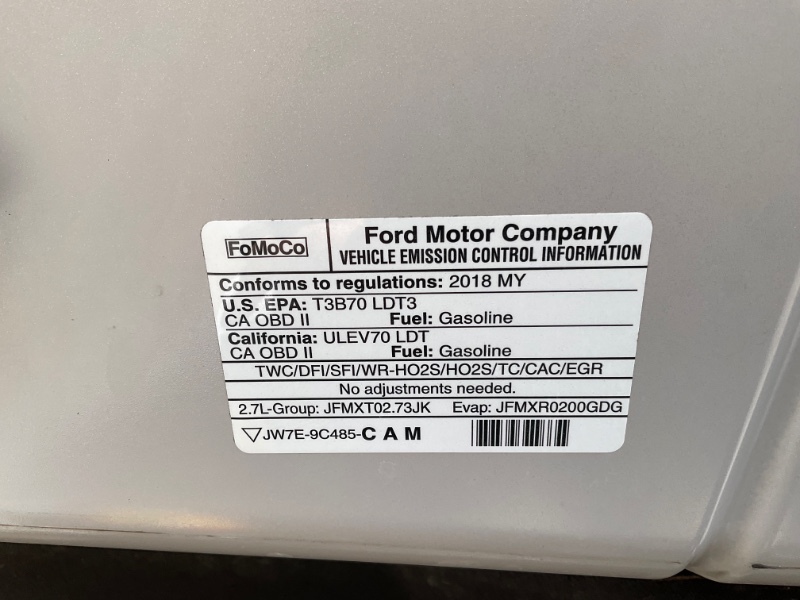 FoMoCo
Ford Motor Company
VEHICLE EMISSION CONTROL INFORMATION
Conforms to regulations: 2018 MY
U.S. EPA: T3B70 LDT3
CA OBD II Fuel: Gasoline
California: ULEV70 LDT
CA OBD II Fuel: Gasoline
TWC/DFI/SFI/WR-HO2S/HO2S/TC/CAC/EGR
No adjustments needed.
2.7L-Group: JFMXT02.73JK Evap: JFMXR0200GDG
JW7E-9C485-CAM